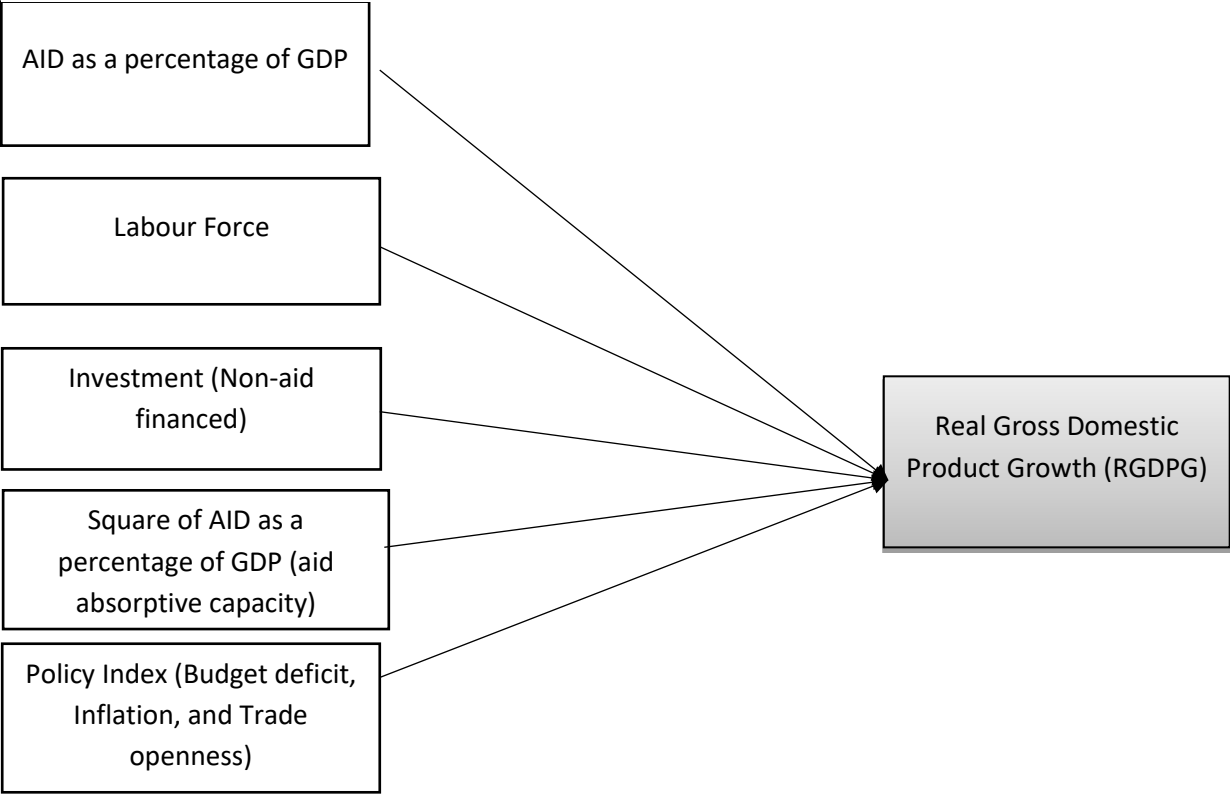 AID as a percentage of GDP
Labour Force
Investment (Non-aid
financed)
Square of AID as a
percentage of GDP (aid
absorptive capacity)
Policy Index (Budget deficit,
Inflation, and Trade
openness)
Real Gross Domestic
Product Growth (RGDPG)